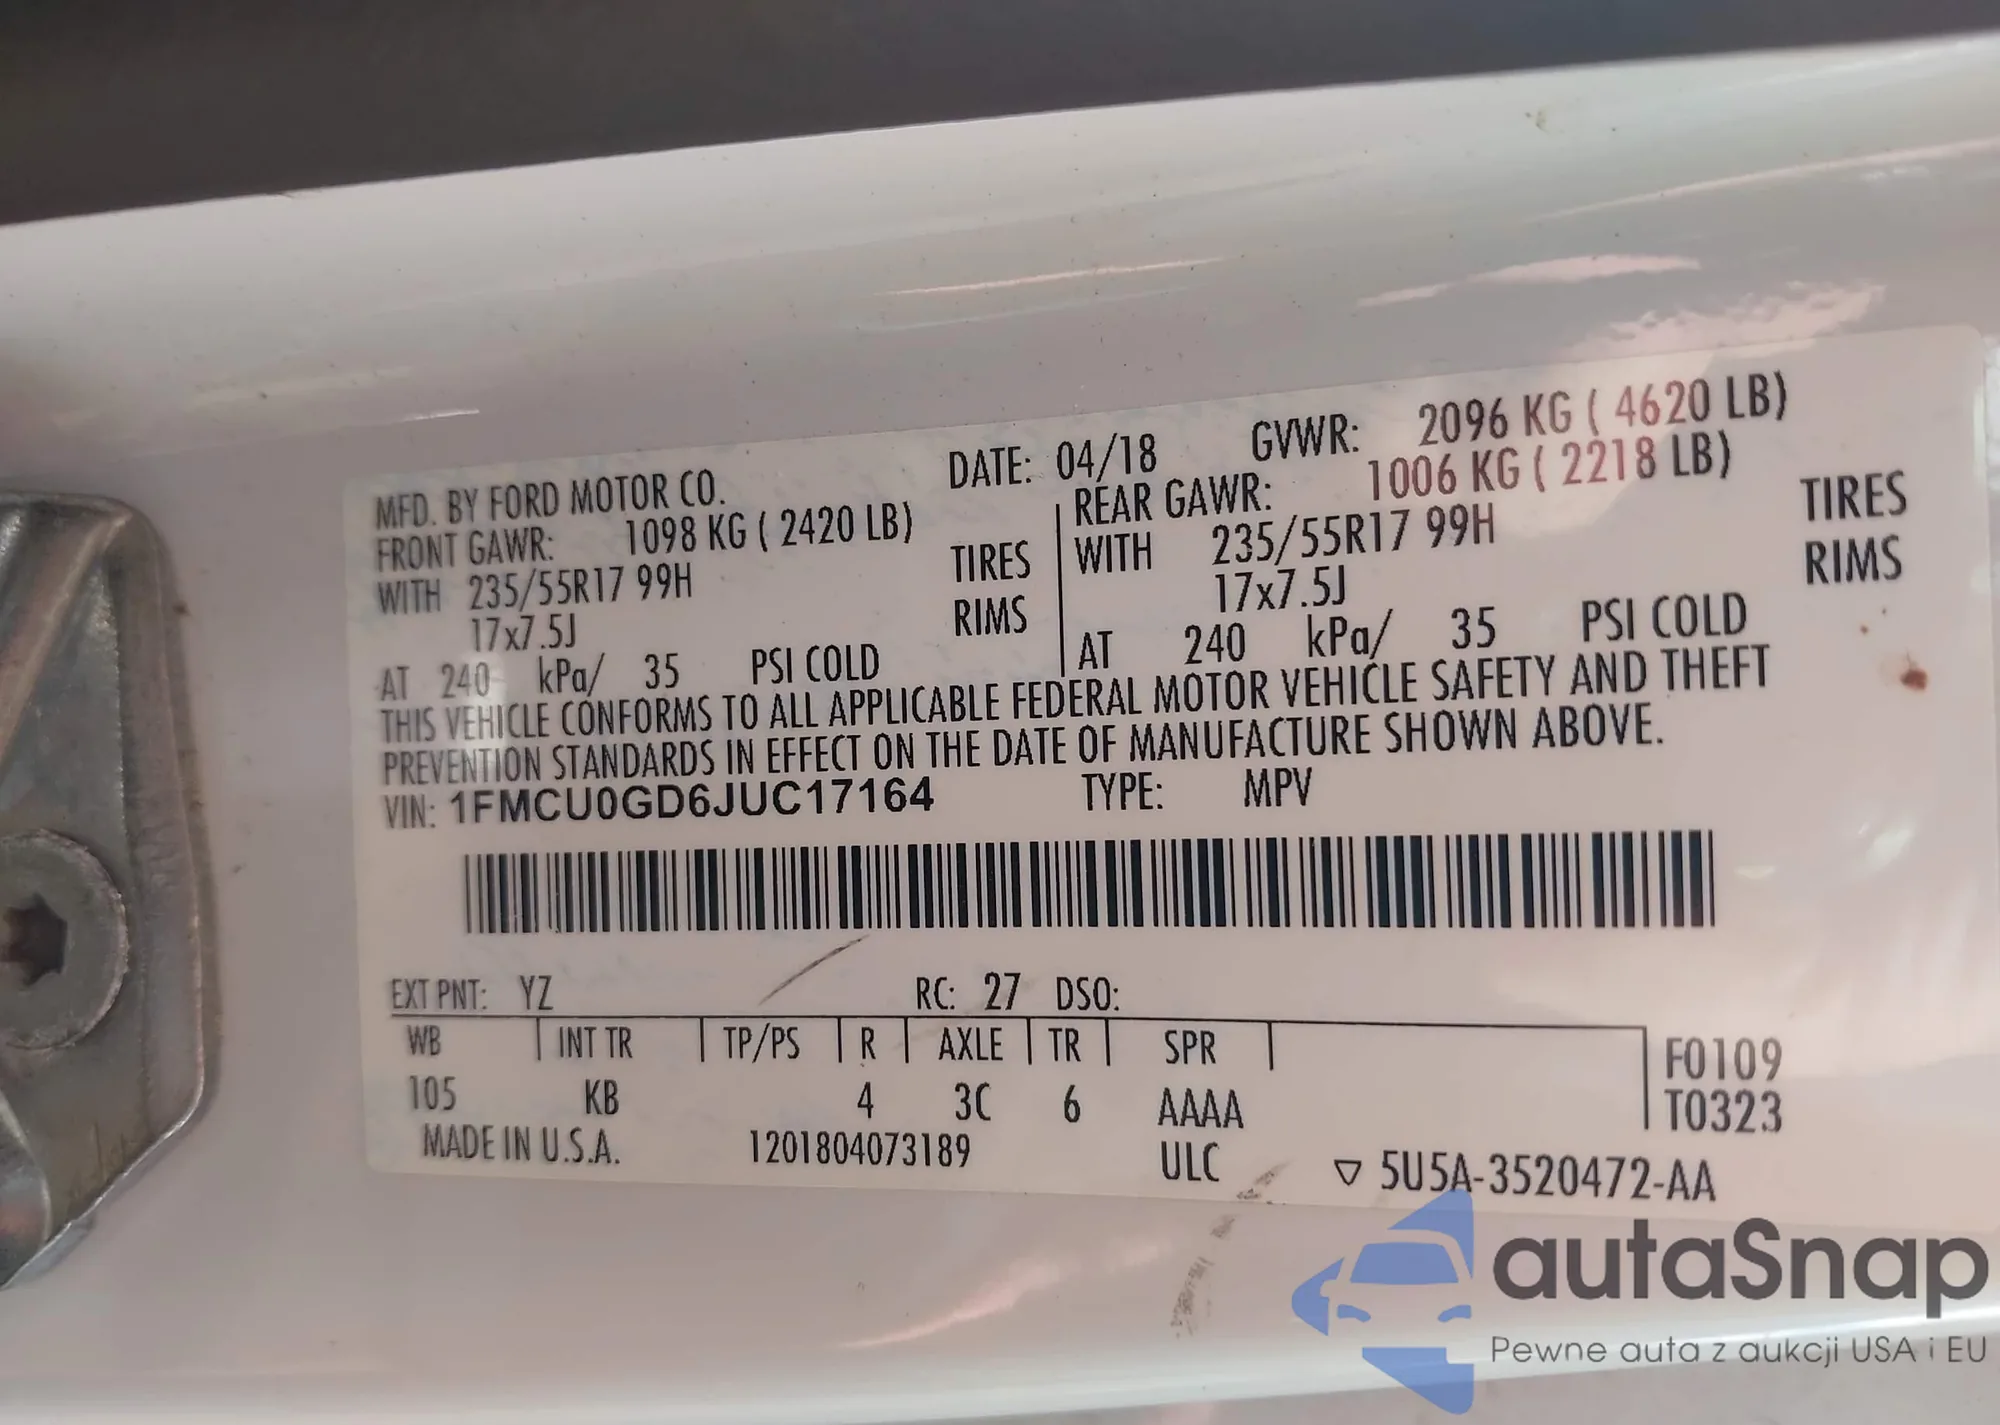 MFD. BY FORD MOTOR CO. DATE: 04/18 GVWR: 2096 KG ( 4620 LB)
FRONT GAWR: 1098 KG ( 2420 LB) REAR GAWR: 1006 KG ( 2218 LB)
WITH 235/55R17 99H TIRES WITH 235/55R17 99H TIRES
17x7.5J RIMS 17x7.5J RIMS
AT 240 kPa/ 35 PSI COLD AT 240 kPa/ 35 PSI COLD
THIS VEHICLE CONFORMS TO ALL APPLICABLE FEDERAL MOTOR VEHICLE SAFETY AND THEFT
PREVENTION STANDARDS IN EFFECT ON THE DATE OF MANUFACTURE SHOWN ABOVE.
VIN: 1FMCU0GD6JUC17164 TYPE: MPV
EXT PNT: YZ RC: 27 DSO:
WB INT TR TP/PS R AXLE TR SPR F0109
105 KB 4 3C 6 AAAA T0323
MADE IN U.S.A. 1201804073189 ULC ▽ 5U5A-3520472-AA
autaSnap
Pewne auta z aukcji USA i EU